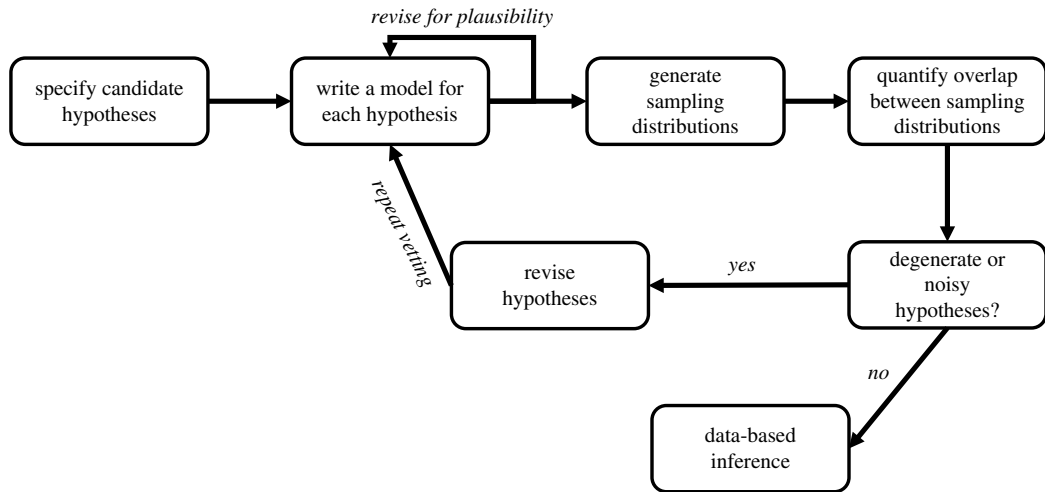 revise for plausibility
specify candidate
hypotheses
write a model for
each hypothesis
generate
sampling
distributions
quantify overlap
between sampling
distributions
repeat vetting
revise
hypotheses
yes
degenerate or
noisy
hypotheses?
no
data-based
inference